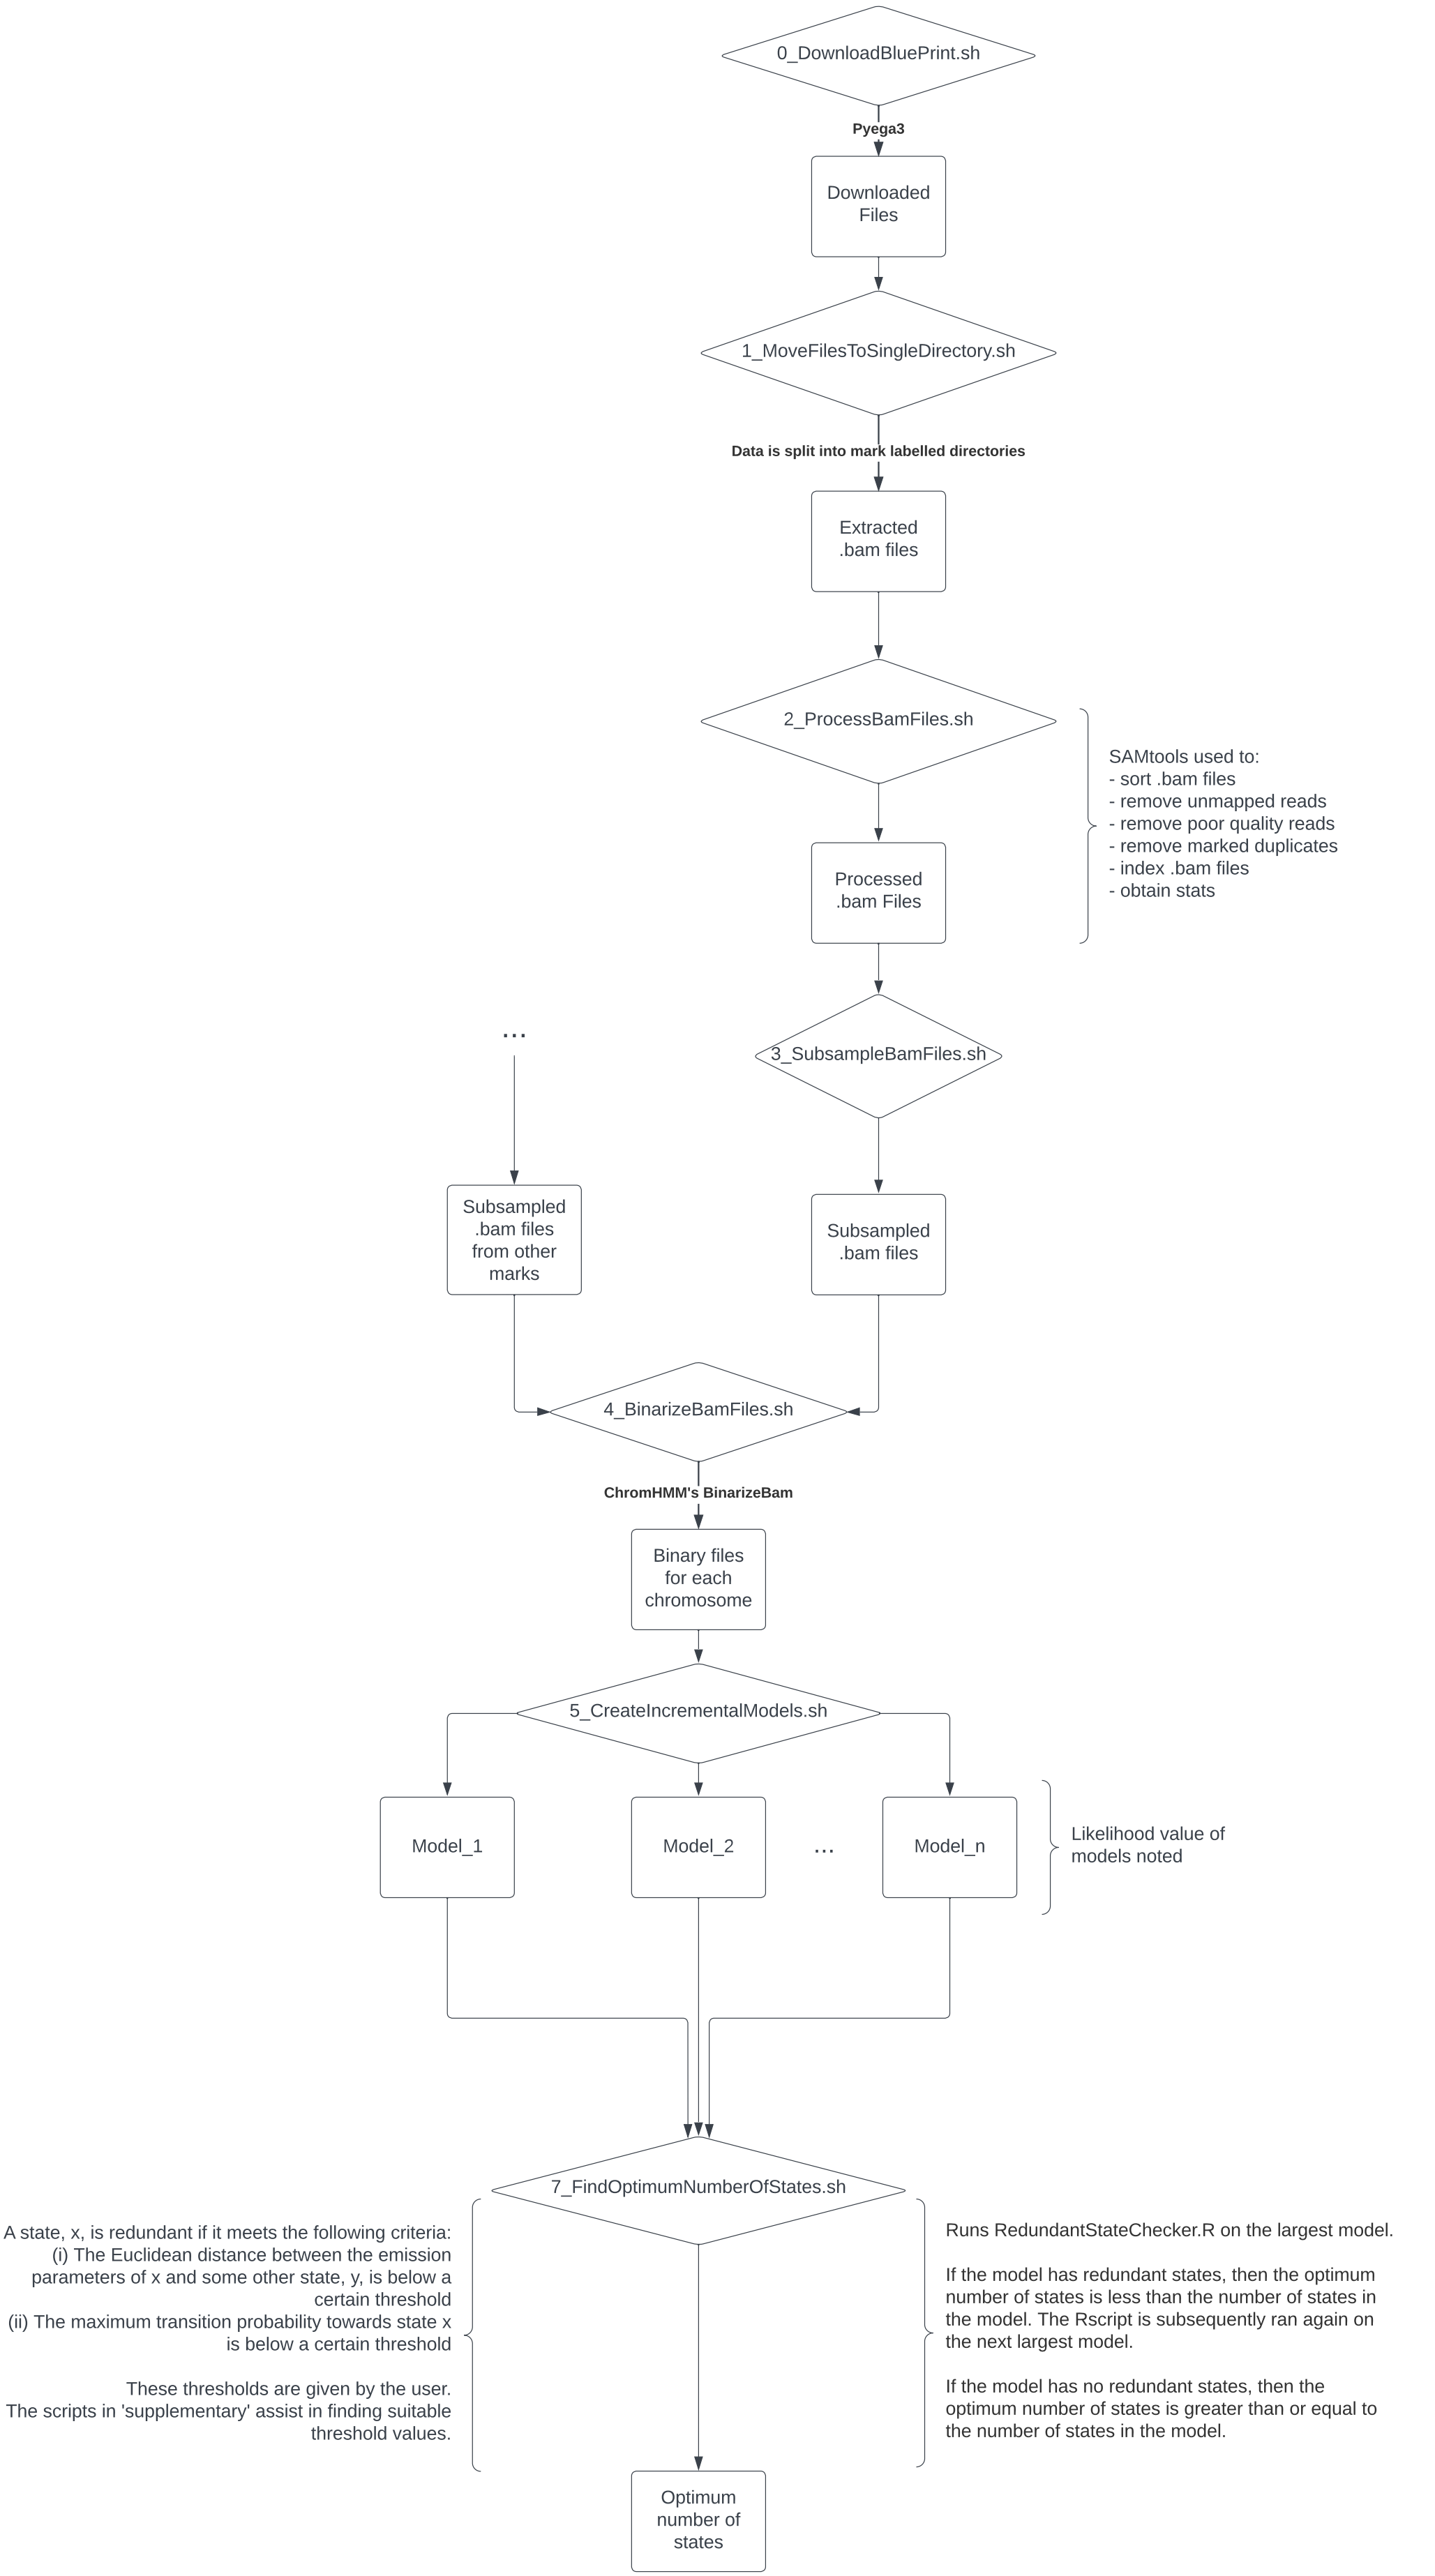 0_DownloadBluePrint.sh
Pyega3
Downloaded
Files
1_MoveFilesToSingleDirectory.sh
Data is split into mark labelled directories
Extracted
.bam files
2_ProcessBamFiles.sh
SAMtools used to:
- sort .bam files
- remove unmapped reads
- remove poor quality reads
- remove marked duplicates
- index .bam files
- obtain stats
Processed
.bam Files
...
3_SubsampleBamFiles.sh
Subsampled
.bam files
from other
marks
Subsampled
.bam files
4_BinarizeBamFiles.sh
ChromHMM's BinarizeBam
Binary files
for each
chromosome
5_CreateIncrementalModels.sh
Model_1
Model_2
...
Model_n
Likelihood value of
models noted
7_FindOptimumNumberOfStates.sh
A state, x, is redundant if it meets the following criteria:
(i) The Euclidean distance between the emission
parameters of x and some other state, y, is below a
certain threshold
(ii) The maximum transition probability towards state x
is below a certain threshold
These thresholds are given by the user.
The scripts in 'supplementary' assist in finding suitable
threshold values.
Runs RedundantStateChecker.R on the largest model.
If the model has redundant states, then the optimum
number of states is less than the number of states in
the model. The Rscript is subsequently ran again on
the next largest model.
If the model has no redundant states, then the
optimum number of states is greater than or equal to
the number of states in the model.
Optimum
number of
states